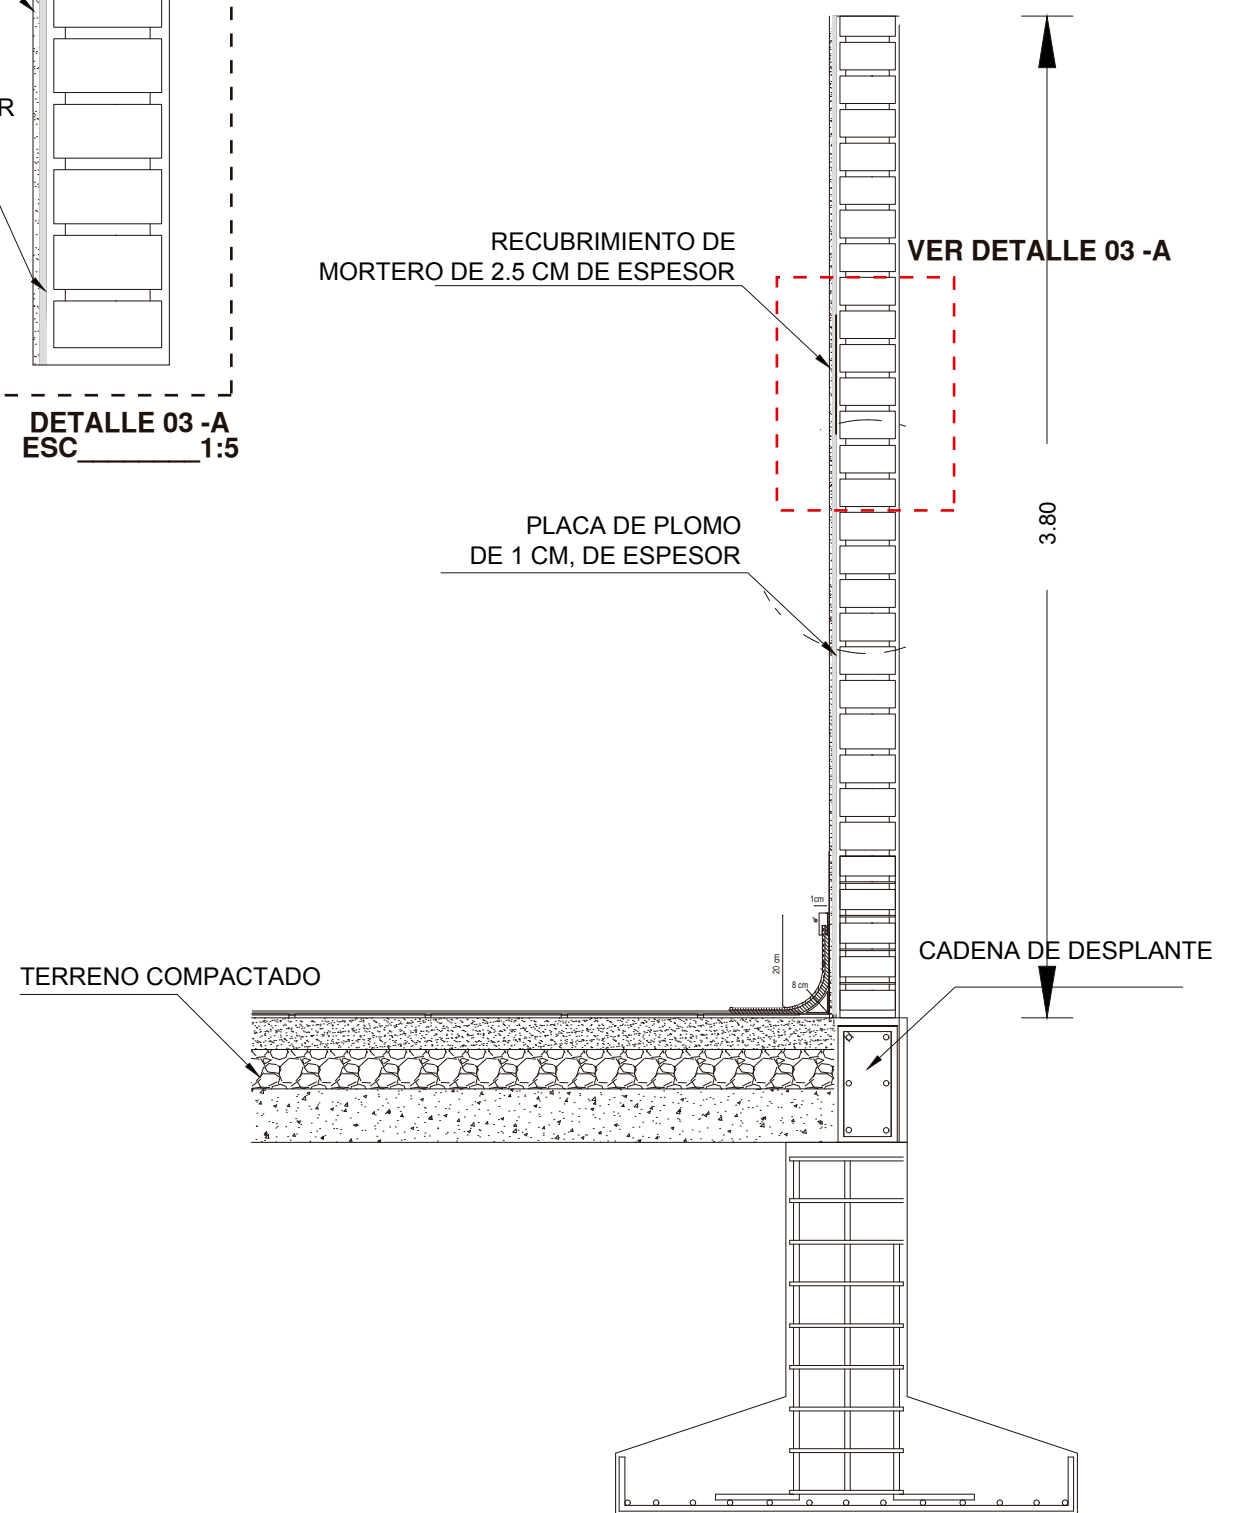 R
DETALLE 03 -A
ESC_________1:5
RECUBRIMIENTO DE
MORTERO DE 2.5 CM DE ESPESOR
VER DETALLE 03 -A
PLACA DE PLOMO
DE 1 CM, DE ESPESOR
3.80
1cm
20 cm
8 cm
TERRENO COMPACTADO
CADENA DE DESPLANTE